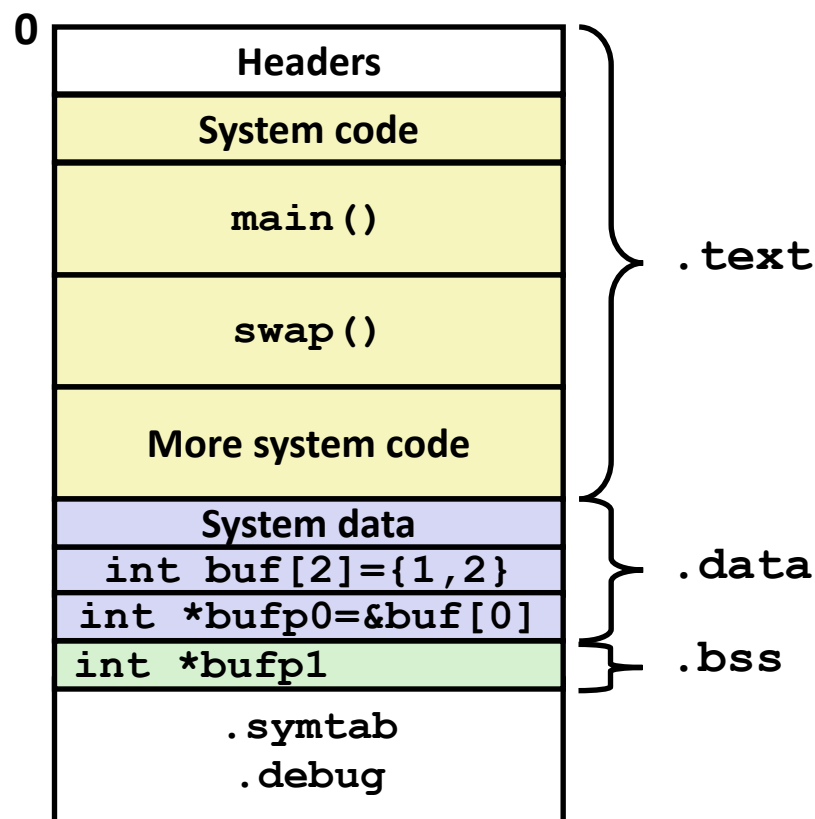 0
Headers
System code
main()
swap()
More system code
.text
System data
int buf[2]={1,2}
int *bufp0=&buf[0]
.data
int *bufp1
.bss
.symtab
.debug